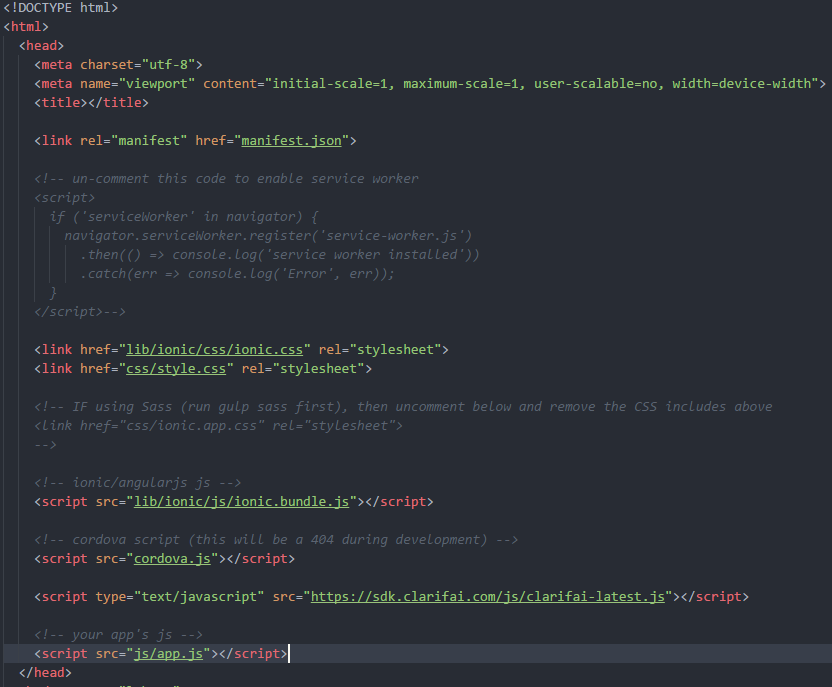 <!DOCTYPE html>
<html>
<head>
<meta charset="utf-8">
<meta name="viewport" content="initial-scale=1, maximum-scale=1, user-scalable=no, width=device-width">
<title></title>
<link rel="manifest" href="manifest.json">
<!-- un-comment this code to enable service worker
<script>
if ('serviceWorker' in navigator) {
navigator.serviceWorker.register('service-worker.js')
.then(() => console.log('service worker installed'))
.catch(err => console.log('Error', err));
}
</script>-->
<link href="lib/ionic/css/ionic.css" rel="stylesheet">
<link href="css/style.css" rel="stylesheet">
<!-- IF using Sass (run gulp sass first), then uncomment below and remove the CSS includes above
<link href="css/ionic.app.css" rel="stylesheet">
-->
<!-- ionic/angularjs js -->
<script src="lib/ionic/js/ionic.bundle.js"></script>
<!-- cordova script (this will be a 404 during development) -->
<script src="cordova.js"></script>
<script type="text/javascript" src="https://sdk.clarifai.com/js/clarifai-latest.js"></script>
<!-- your app's js -->
<script src="js/app.js"></script>
</head>